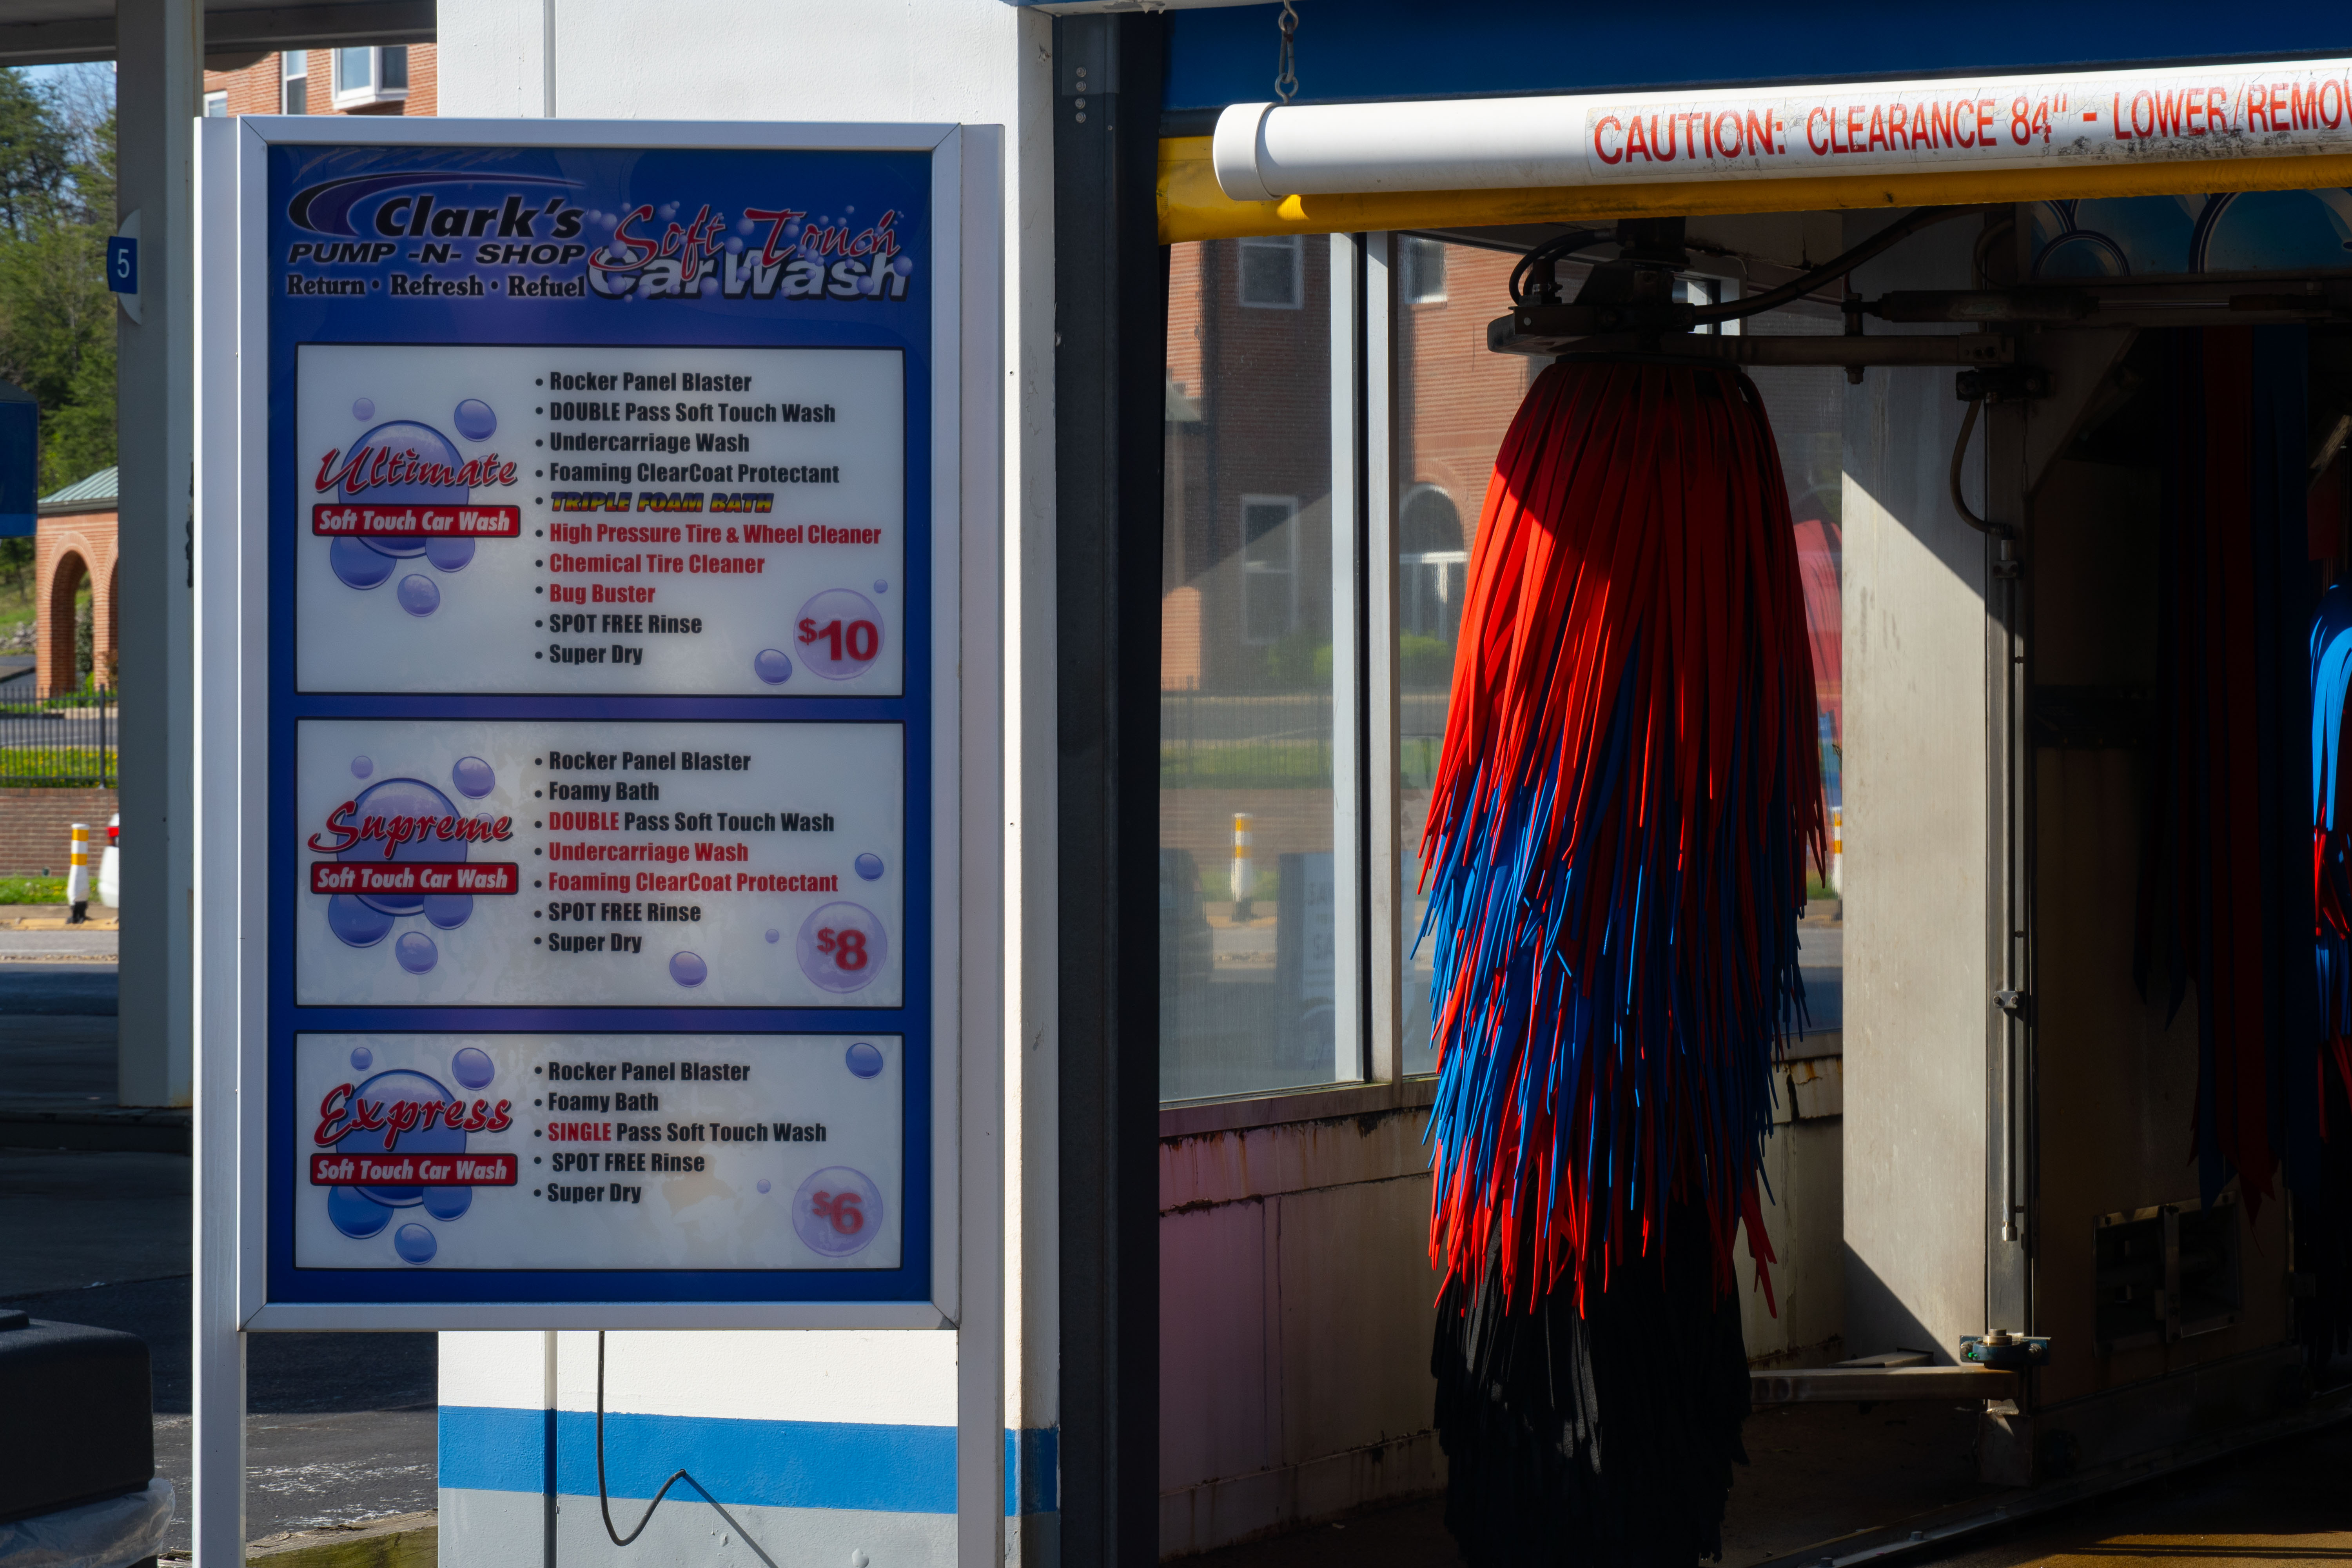 5
Clark's
PUMP -N- SHOP
Return • Refresh • Refuel
Soft Touch
Car Wash
Ultimate
Soft Touch Car Wash
• Rocker Panel Blaster
• DOUBLE Pass Soft Touch Wash
• Undercarriage Wash
• Foaming ClearCoat Protectant
• TRIPLE FOAM BATH
• High Pressure Tire & Wheel Cleaner
• Chemical Tire Cleaner
• Bug Buster
• SPOT FREE Rinse
• Super Dry
$10
Supreme
Soft Touch Car Wash
• Rocker Panel Blaster
• Foamy Bath
• DOUBLE Pass Soft Touch Wash
• Undercarriage Wash
• Foaming ClearCoat Protectant
• SPOT FREE Rinse
• Super Dry
$8
Express
Soft Touch Car Wash
• Rocker Panel Blaster
• Foamy Bath
• SINGLE Pass Soft Touch Wash
• SPOT FREE Rinse
• Super Dry
$6
CAUTION: CLEARANCE 84" - LOWER/REMOV